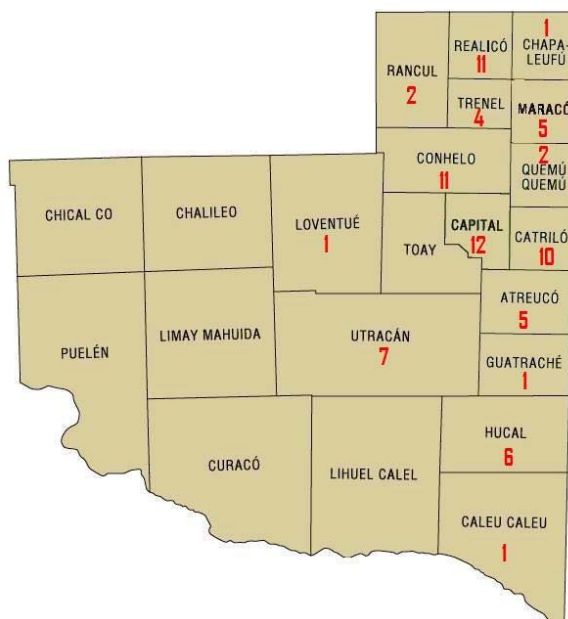 1
CHAPA-
LEUFÚ
REALICÓ
11
RANCUL
2
TRENEL
4
MARACÓ
5
CONHELO
11
2
QUEMÚ
QUEMÚ
CHICAL CO
CHALILEO
LOVENTUÉ
1
TOAY
CAPITAL
12
CATRILÓ
10
ATREUCÓ
5
PUELÉN
LIMAY MAHUIDA
UTRACÁN
7
GUATRACHÉ
1
HUCAL
6
CURACÓ
LIHUEL CALEL
CALEU CALEU
1